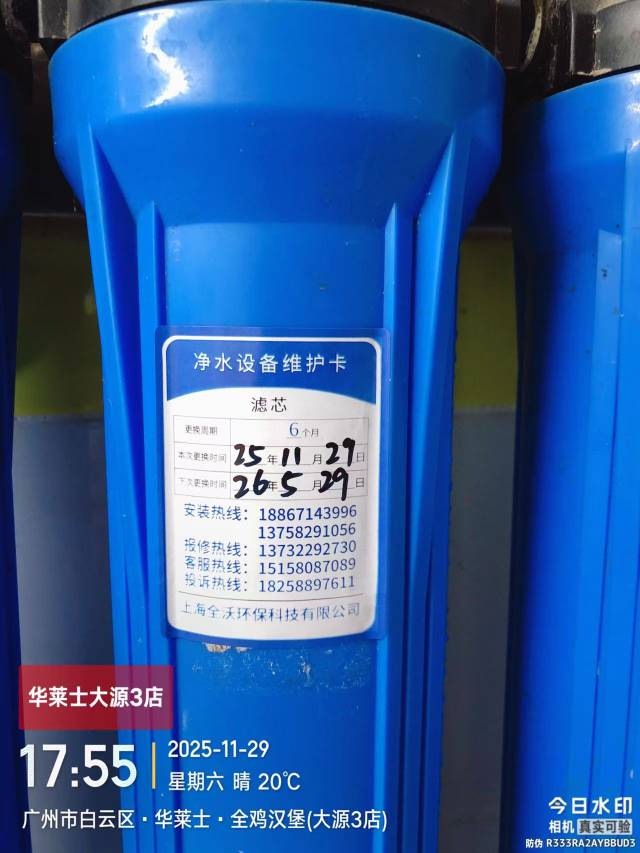 净水设备维护卡
滤芯
更换周期 6个月
本次更换时间 25年11月29日
下次更换时间 26年5月29日
安装热线：18867143996
13758291056
报修热线：13732292730
客服热线：15158087089
投诉热线：18258897611
上海全沃环保科技有限公司
华莱士大源3店
17:55
2025-11-29
星期六 晴 20℃
广州市白云区·华莱士·全鸡汉堡(大源3店)
今日水印
相机 真实可验
防伪 R333RA2AYBBUD3